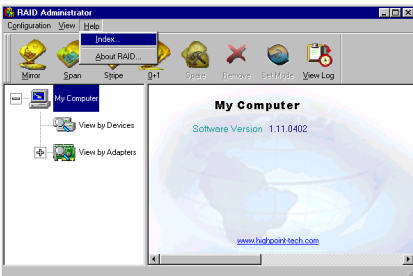 RAID Administrator
Configuration View Help
Index...
About RAID...
Mirror Span Stripe 0+1 Spare Remove Set Mode View Log
My Computer
View by Devices
View by Adapters
My Computer
Software Version 1.11.0402
www.highpoint-tech.com